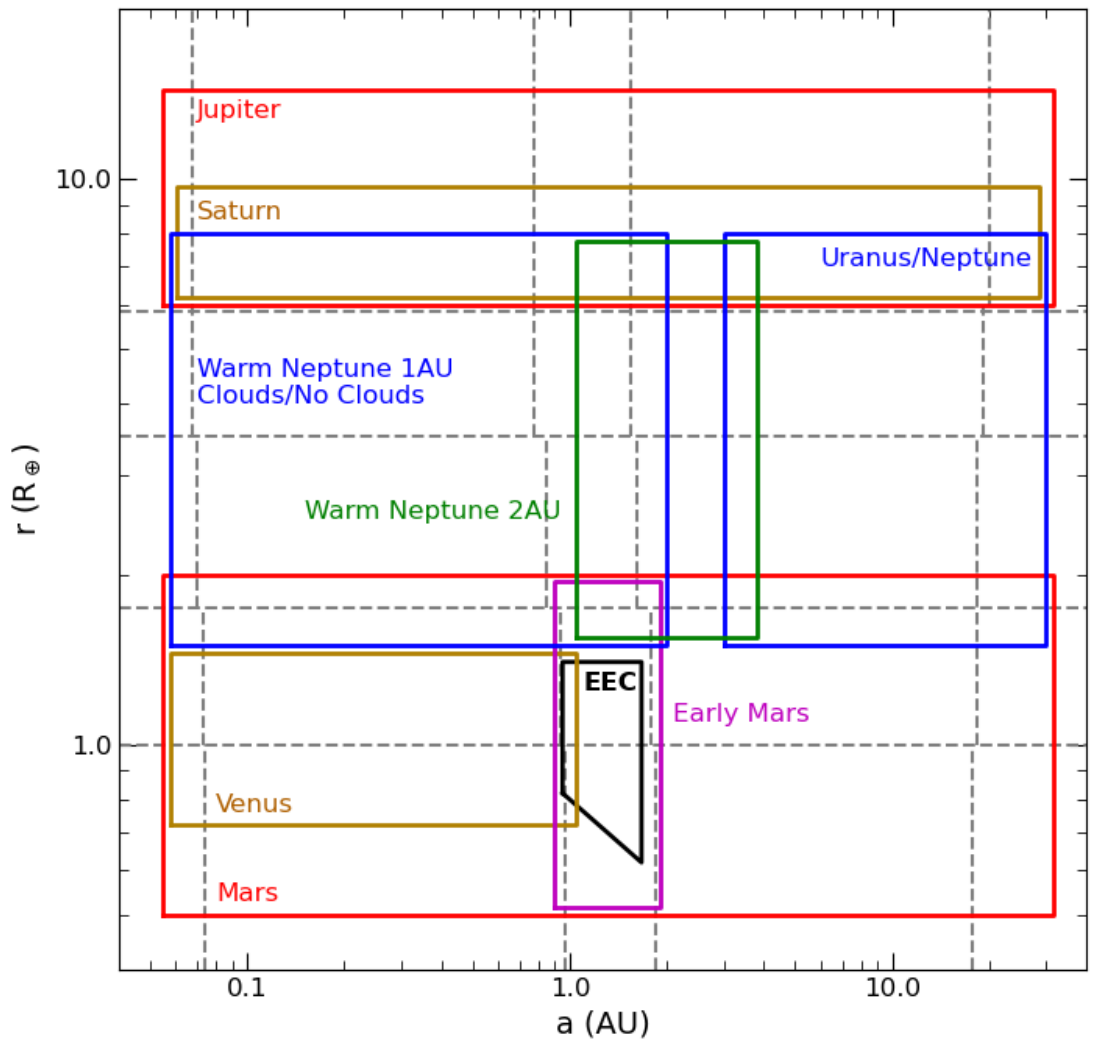 Jupiter
10.0
Saturn
Uranus/Neptune
Warm Neptune 1AU
Clouds/No Clouds
r (R⊕)
Warm Neptune 2AU
EEC
Early Mars
1.0
Venus
Mars
0.1
1.0
10.0
a (AU)